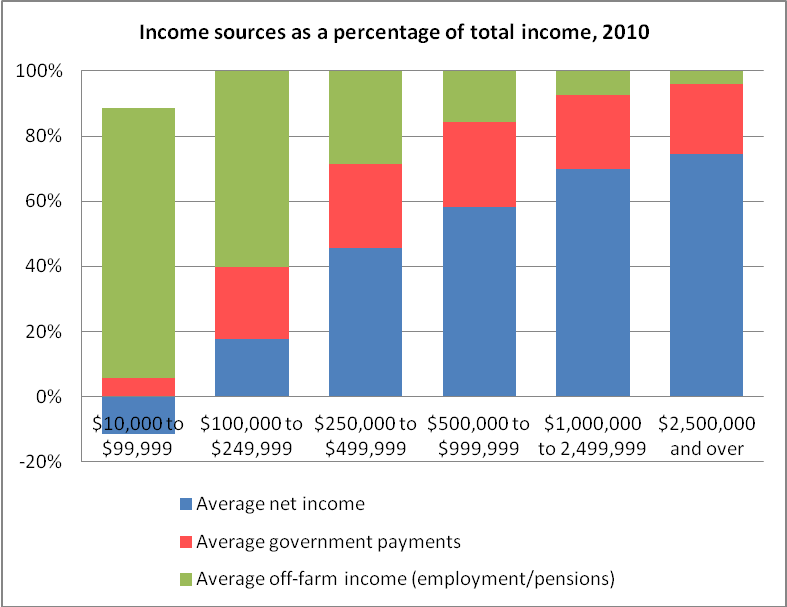 Income sources as a percentage of total income, 2010
100%
80%
60%
40%
20%
0%
-20%
$10,000 to
$99,999
$100,000 to
$249,999
$250,000 to
$499,999
$500,000 to
$999,999
$1,000,000
to 2,499,999
$2,500,000
and over
Average net income
Average government payments
Average off-farm income (employment/pensions)